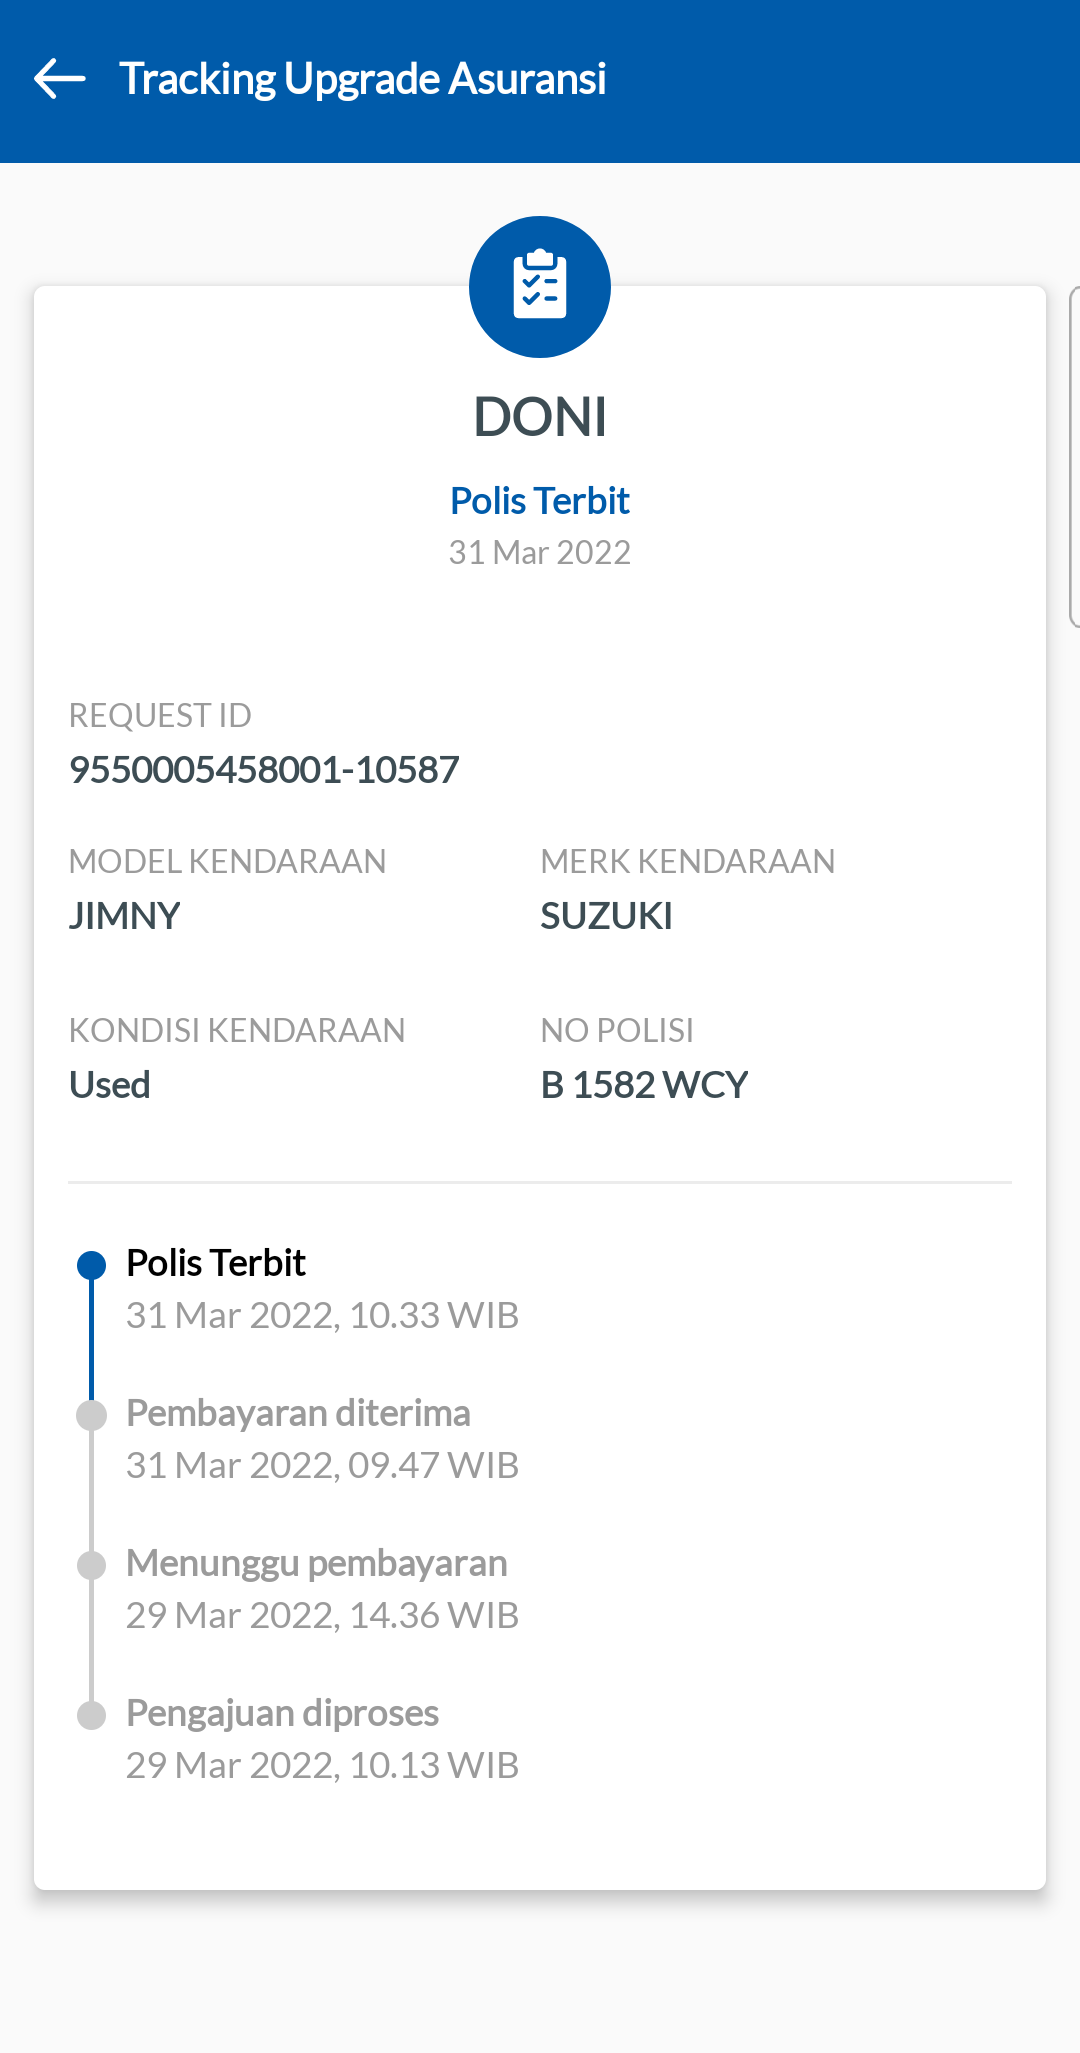 Tracking Upgrade Asuransi
DONI
Polis Terbit
31 Mar 2022
REQUEST ID
9550005458001-10587
MODEL KENDARAAN
JIMNY
MERK KENDARAAN
SUZUKI
KONDISI KENDARAAN
Used
NO POLISI
B 1582 WCY
Polis Terbit
31 Mar 2022, 10.33 WIB
Pembayaran diterima
31 Mar 2022, 09.47 WIB
Menunggu pembayaran
29 Mar 2022, 14.36 WIB
Pengajuan diproses
29 Mar 2022, 10.13 WIB